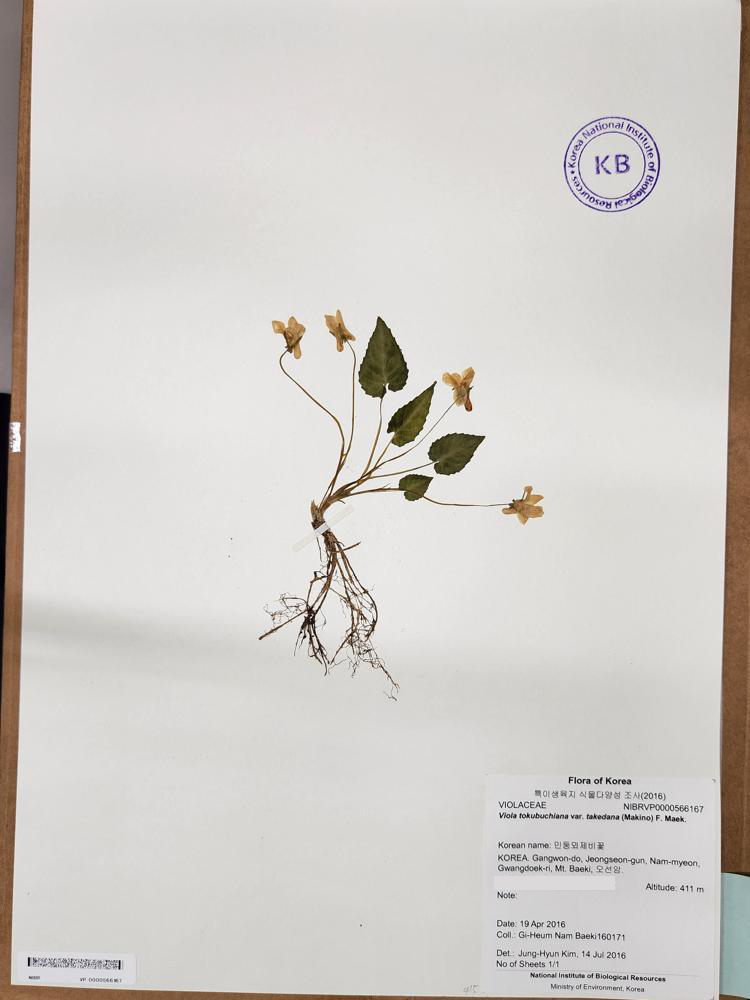 Korea National Institute of Biological Resources
KB
Flora of Korea
특이생육지 식물다양성 조사(2016)
VIOLACEAE NIBRVP0000566167
Viola tokubuchiana var. takedana (Makino) F. Maek.
Korean name: 민둥뫼제비꽃
KOREA. Gangwon-do, Jeongseon-gun, Nam-myeon,
Gwangdoek-ri, Mt. Baeki, 오선암.
Altitude: 411 m
Note:
Date: 19 Apr 2016
Coll.: Gi-Heum Nam Baeki160171
Det.: Jung-Hyun Kim, 14 Jul 2016
No of Sheets 1/1
National Institute of Biological Resources
Ministry of Environment, Korea
NIBR VP 0000566167